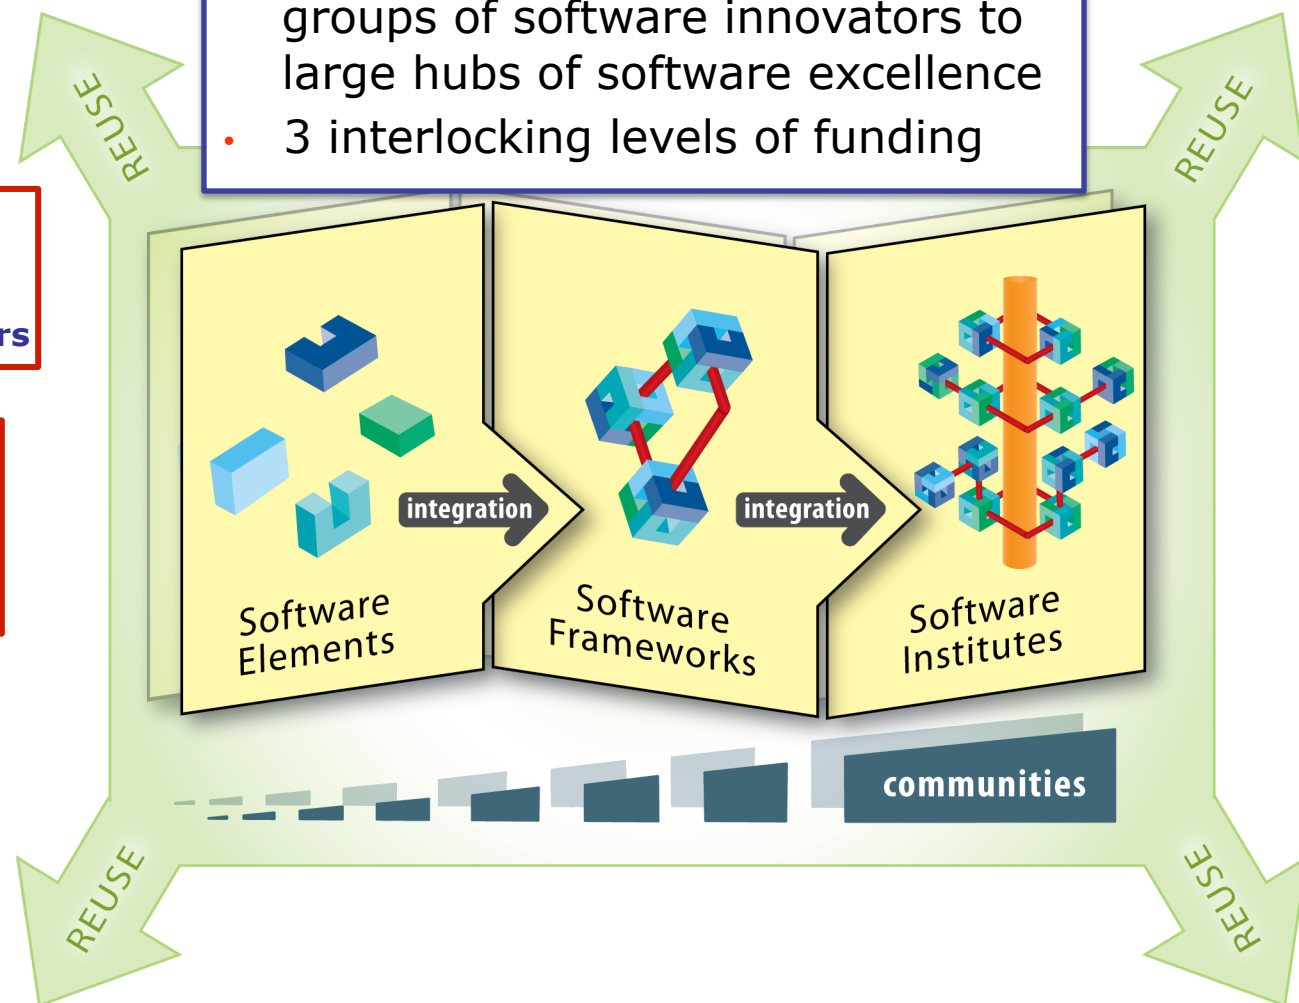 groups of software innovators to
large hubs of software excellence
• 3 interlocking levels of funding
REUSE
REUSE
rs
integration
integration
Software
Elements
Software
Frameworks
Software
Institutes
communities
REUSE
REUSE